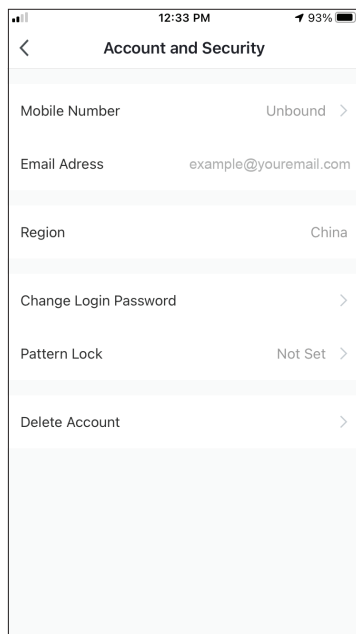 12:33 PM 93%
Account and Security
Mobile Number Unbound
Email Adress example@youremail.com
Region China
Change Login Password
Pattern Lock Not Set
Delete Account